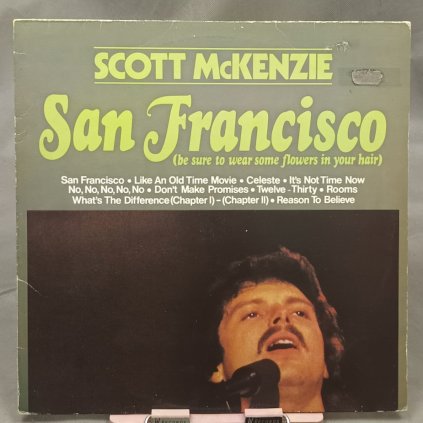 SCOTT McKENZIE
San Francisco
(be sure to wear some flowers in your hair)
San Francisco • Like An Old Time Movie • Celeste • It's Not Time Now
No, No, No, No, No • Don't Make Promises • Twelve-Thirty • Rooms
What's The Difference (Chapter I) - (Chapter II) • Reason To Believe